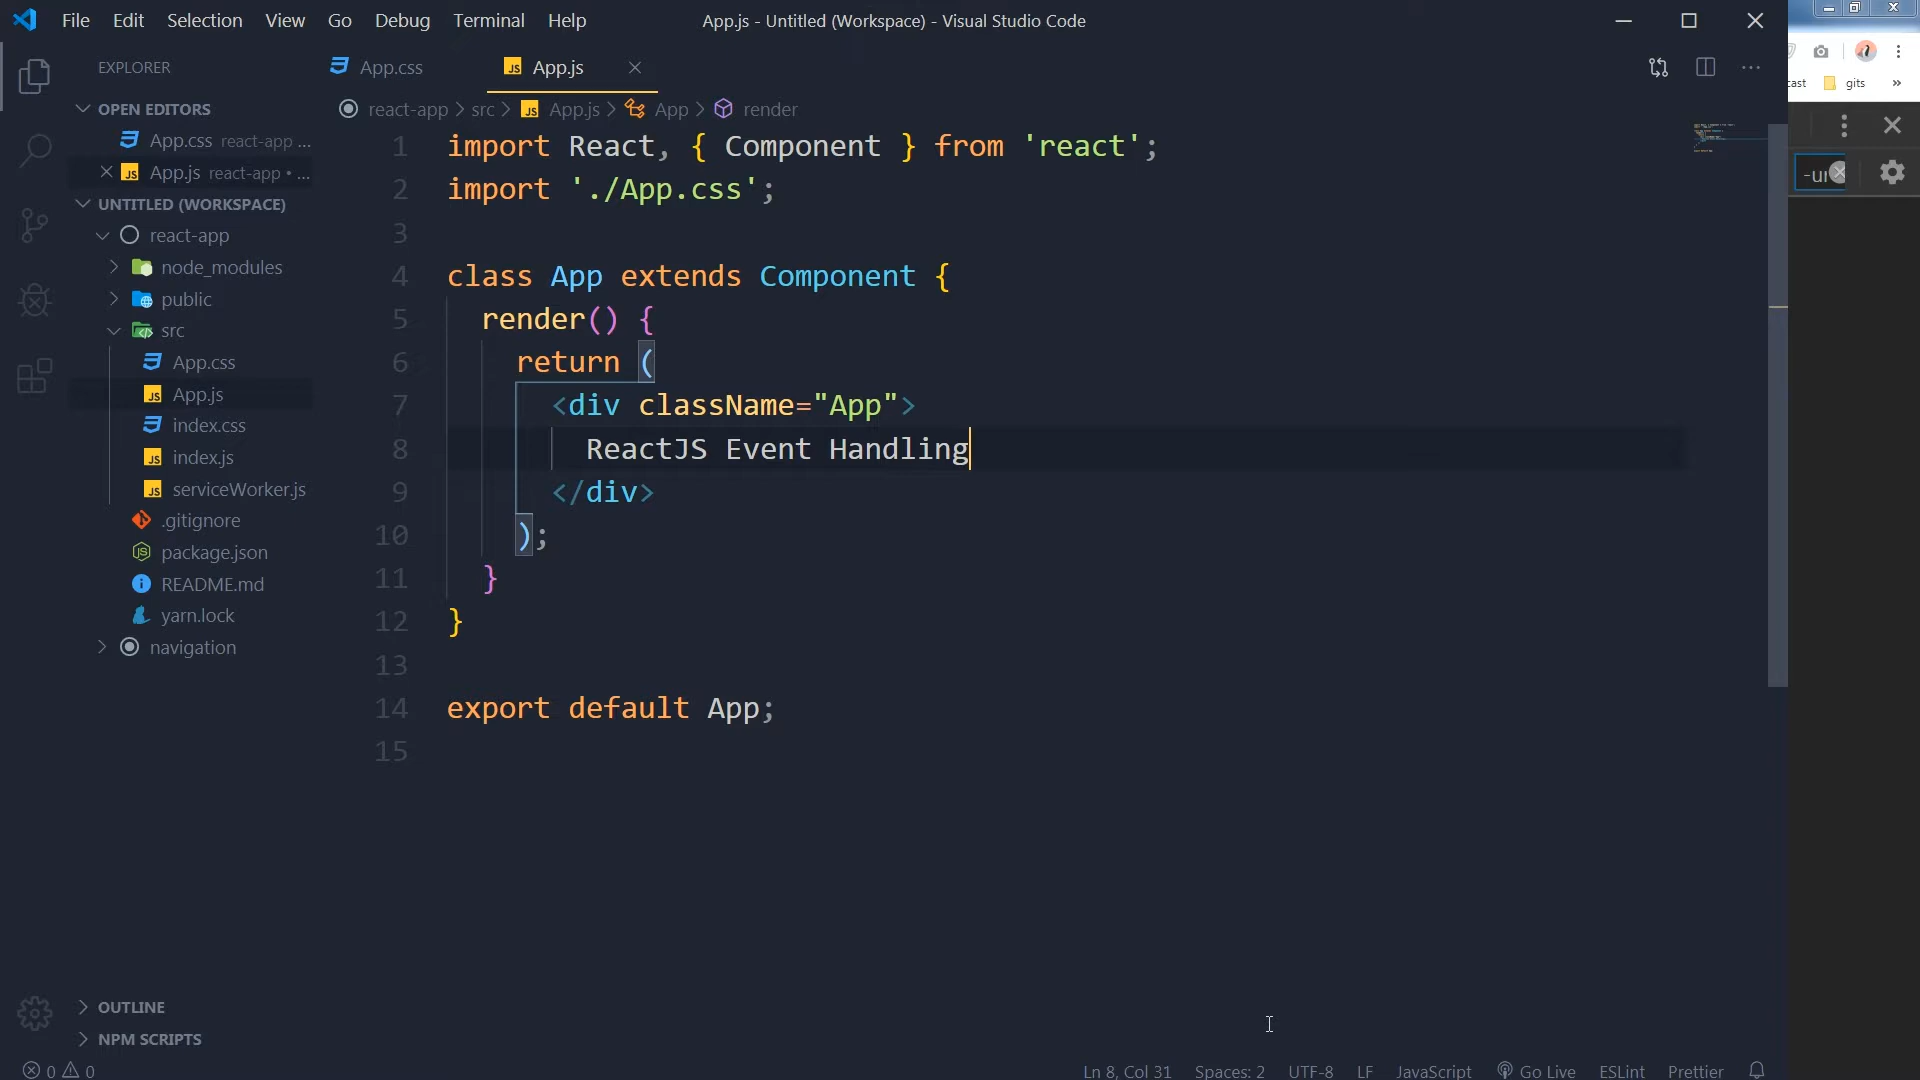 File Edit Selection View Go Debug Terminal Help
App.js - Untitled (Workspace) - Visual Studio Code
EXPLORER
OPEN EDITORS
App.css react-app ...
App.js react-app • ...
UNTITLED (WORKSPACE)
react-app
node_modules
public
src
App.css
App.js
index.css
index.js
serviceWorker.js
.gitignore
package.json
README.md
yarn.lock
navigation
OUTLINE
NPM SCRIPTS
App.css
JS App.js
react-app > src > JS App.js > App > render
1 import React, { Component } from 'react';
2 import './App.css';
3
4 class App extends Component {
5 render() {
6 return (
7 <div className="App">
8 ReactJS Event Handling
9 </div>
10 );
11 }
12 }
13
14 export default App;
15
gits
0 0
Ln 8, Col 31 Spaces: 2 UTF-8 LF JavaScript Go Live ESLint Prettier